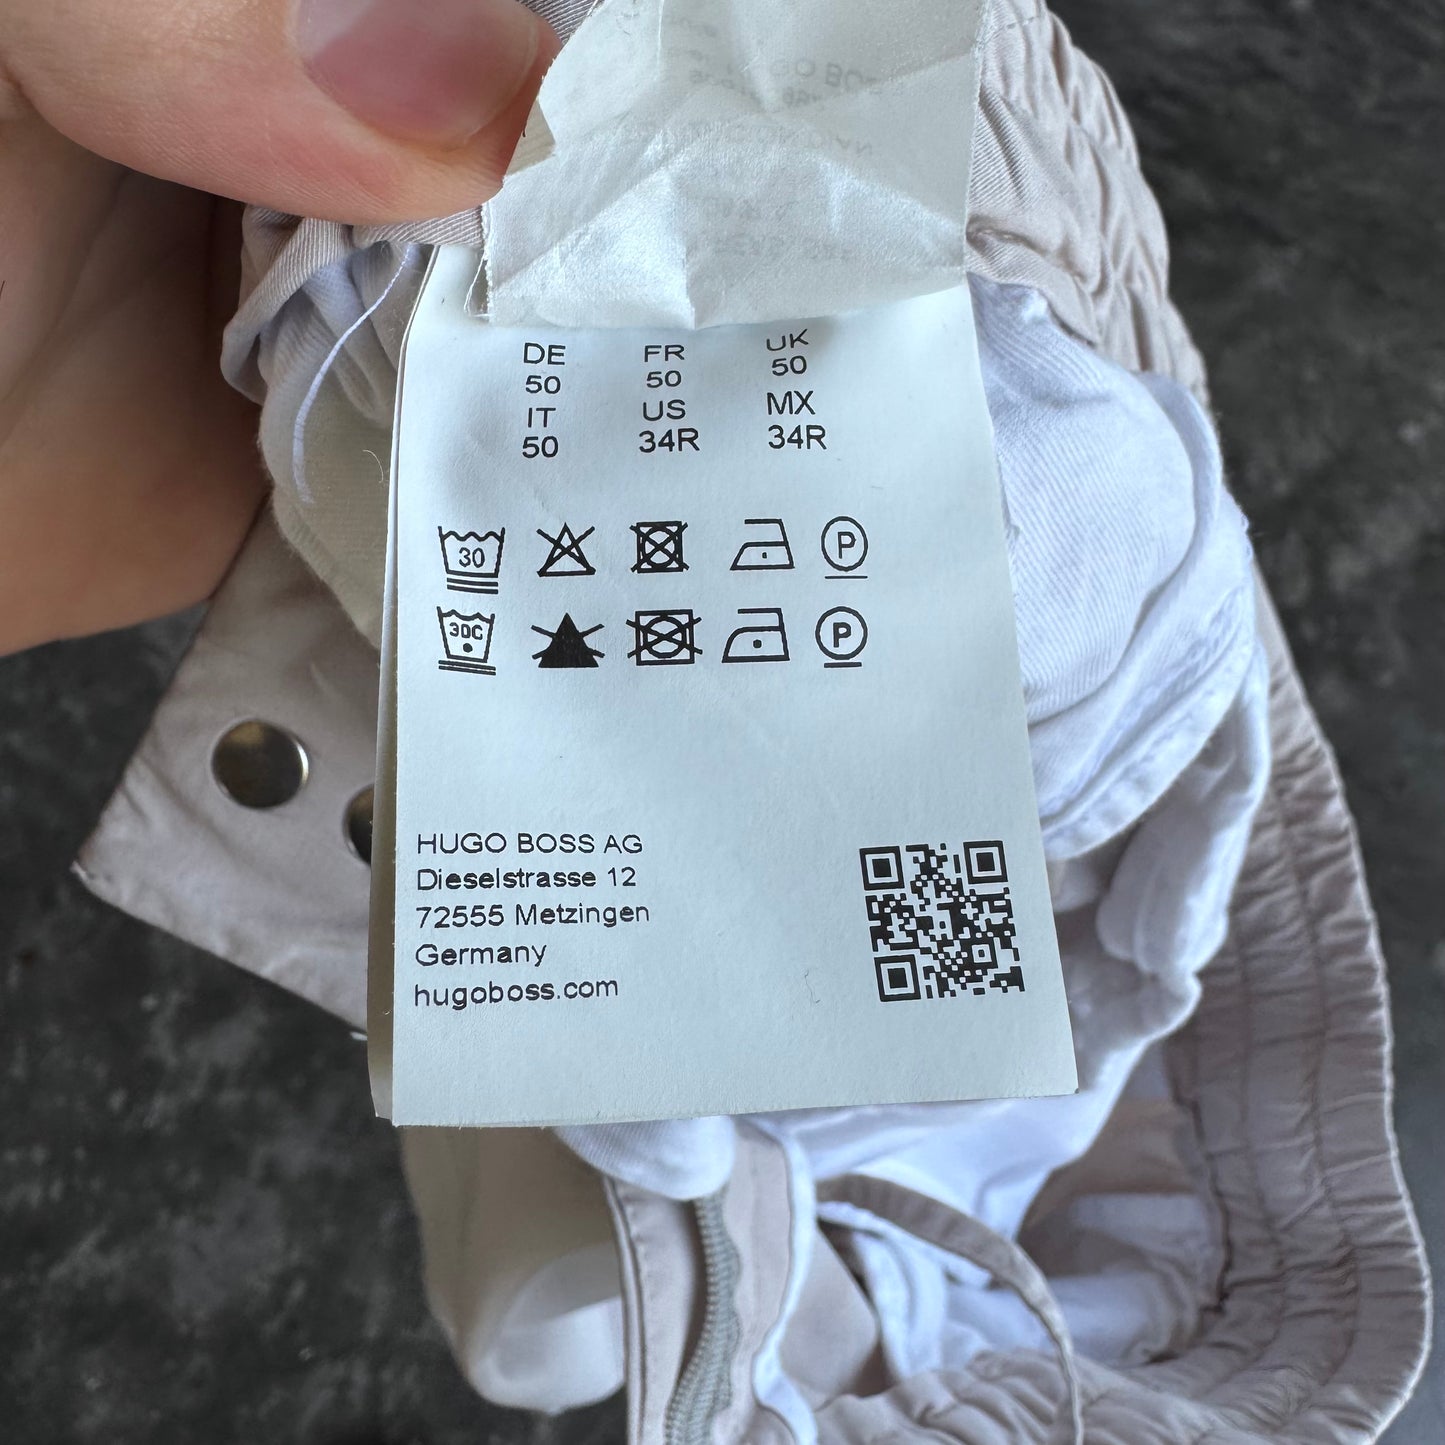 DE FR UK
50 50 50
IT US MX
50 34R 34R
30 P
30C P
HUGO BOSS AG
Dieselstrasse 12
72555 Metzingen
Germany
hugoboss.com